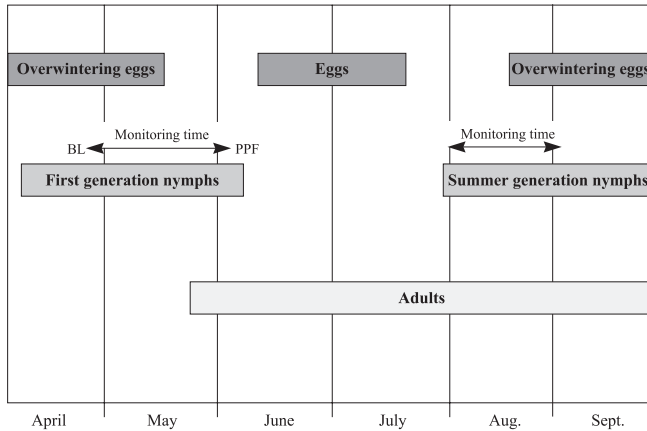 Overwintering eggs
Eggs
Overwintering eggs
Monitoring time
BL
PPF
Monitoring time
First generation nymphs
Summer generation nymphs
Adults
April
May
June
July
Aug.
Sept.